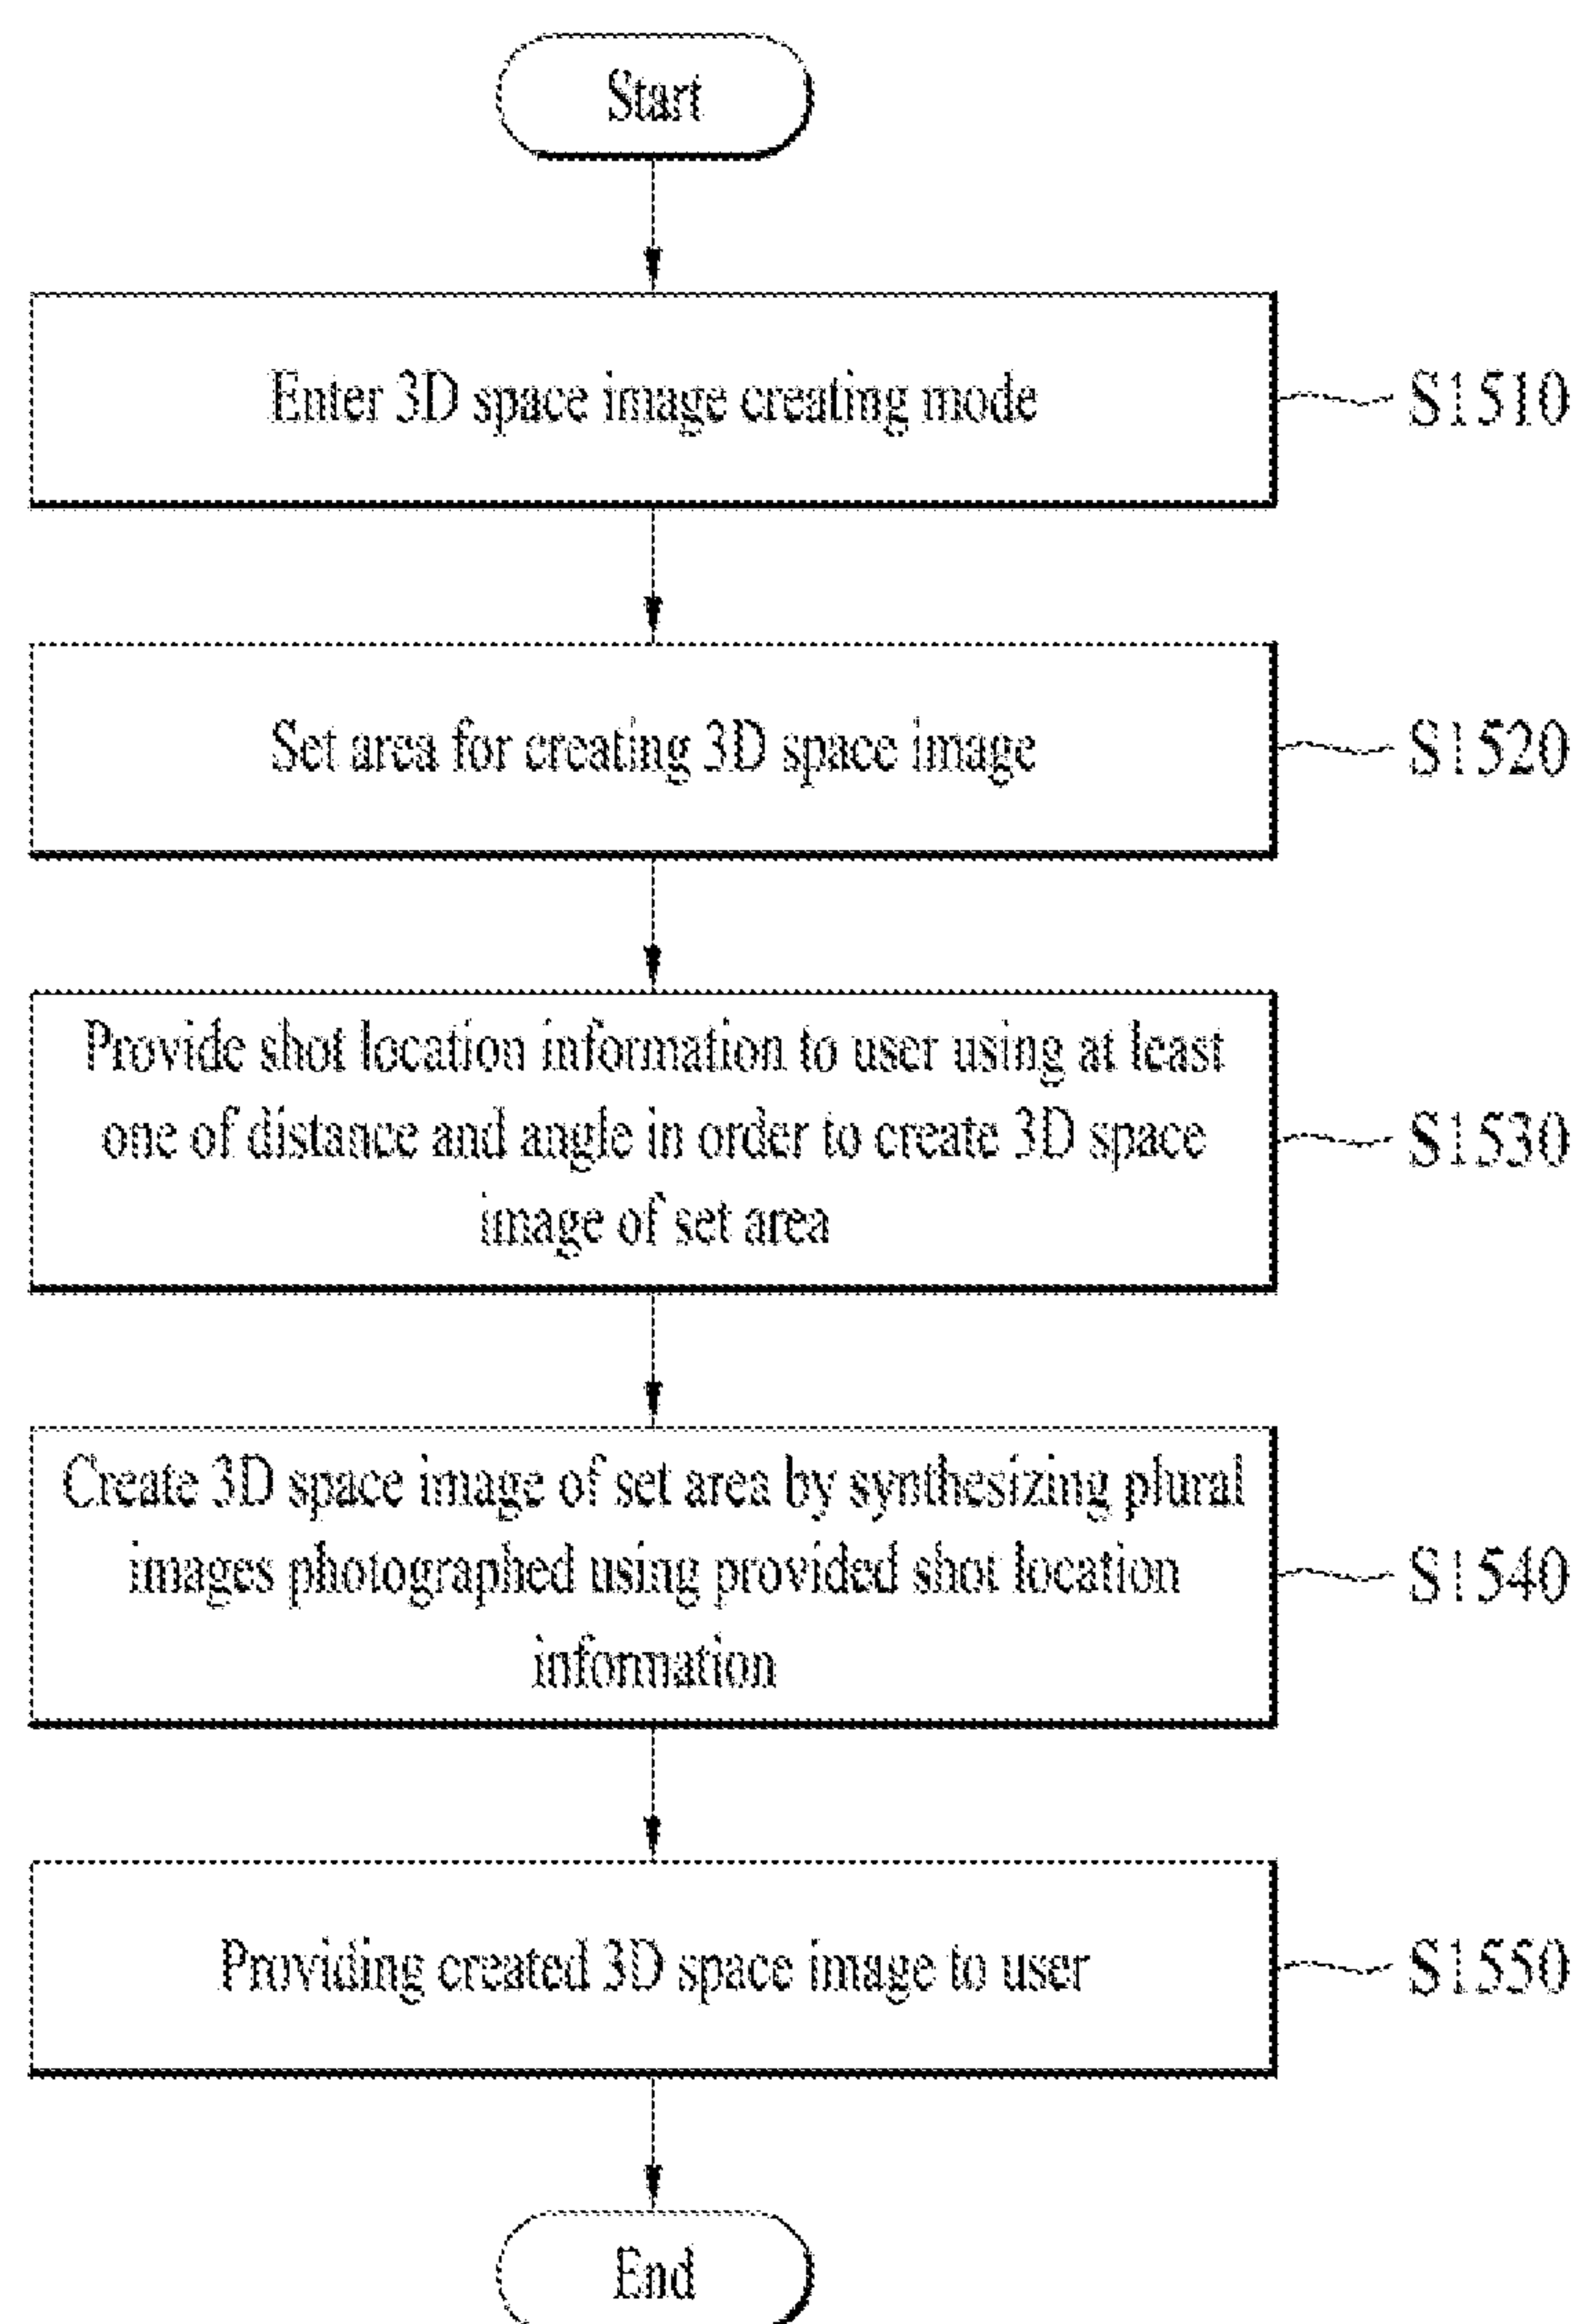 Start
Enter 3D space image creating mode
S1510
Set area for creating 3D space image
S1520
Provide shot location information to user using at least
one of distance and angle in order to create 3D space
image of set area
S1530
Create 3D space image of set area by synthesizing plural
images photographed using provided shot location
information
S1540
Providing created 3D space image to user
S1550
End